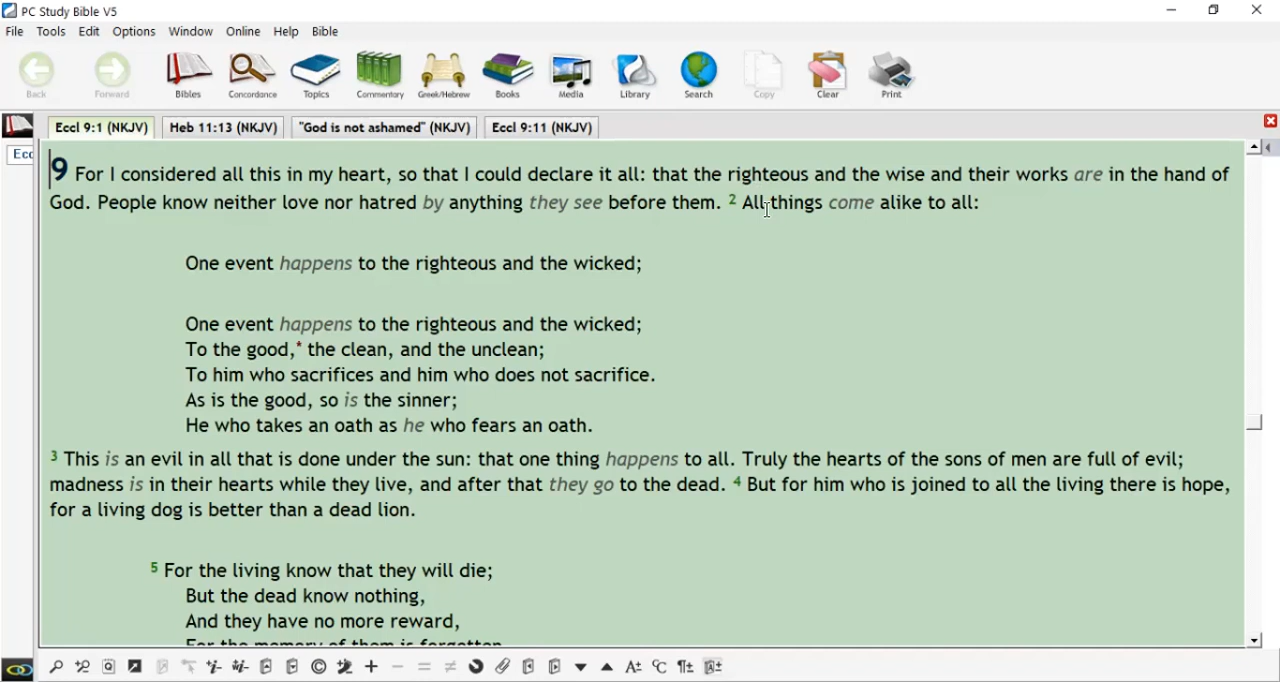 PC Study Bible V5
File Tools Edit Options Window Online Help Bible
Back Forward Bibles Concordance Topics Commentary Greek/Hebrew Books Media Library Search Copy Clear Print
Eccl 9:1 (NKJV) Heb 11:13 (NKJV) "God is not ashamed" (NKJV) Eccl 9:11 (NKJV)
9 For I considered all this in my heart, so that I could declare it all: that the righteous and the wise and their works are in the hand of
God. People know neither love nor hatred by anything they see before them. 2 All things come alike to all:
One event happens to the righteous and the wicked;
One event happens to the righteous and the wicked;
To the good,* the clean, and the unclean;
To him who sacrifices and him who does not sacrifice.
As is the good, so is the sinner;
He who takes an oath as he who fears an oath.
3 This is an evil in all that is done under the sun: that one thing happens to all. Truly the hearts of the sons of men are full of evil;
madness is in their hearts while they live, and after that they go to the dead. 4 But for him who is joined to all the living there is hope,
for a living dog is better than a dead lion.
5 For the living know that they will die;
But the dead know nothing,
And they have no more reward,
For the memory of them is forgotten